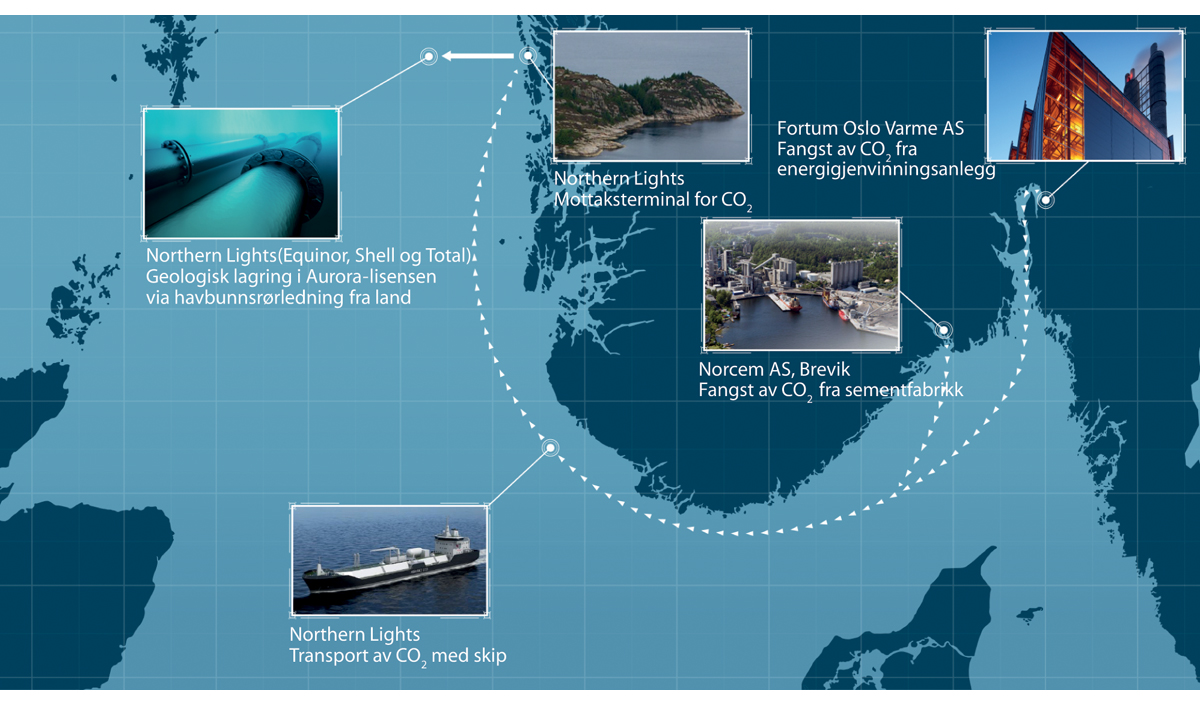 Fortum Oslo Varme AS
Fangst av CO₂ fra
energigjenvinningsanlegg
Northern Lights
Mottaksterminal for CO₂
Northern Lights(Equinor, Shell og Total)
Geologisk lagring i Aurora-lisensen
via havbunnsrørledning fra land
Norcem AS, Brevik
Fangst av CO₂ fra sementfabrikk
Northern Lights
Transport av CO₂ med skip